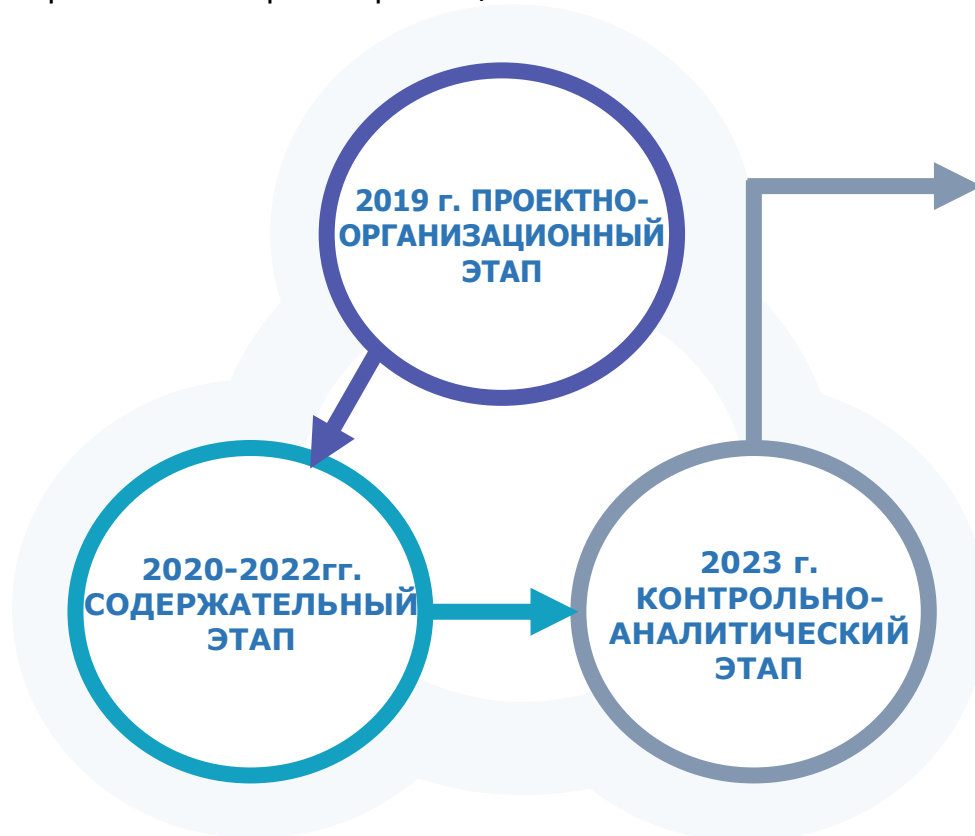 2019 г. ПРОЕКТНО-
ОРГАНИЗАЦИОННЫЙ
ЭТАП
2020-2022гг.
СОДЕРЖАТЕЛЬНЫЙ
ЭТАП
2023 г.
КОНТРОЛЬНО-
АНАЛИТИЧЕСКИЙ
ЭТАП